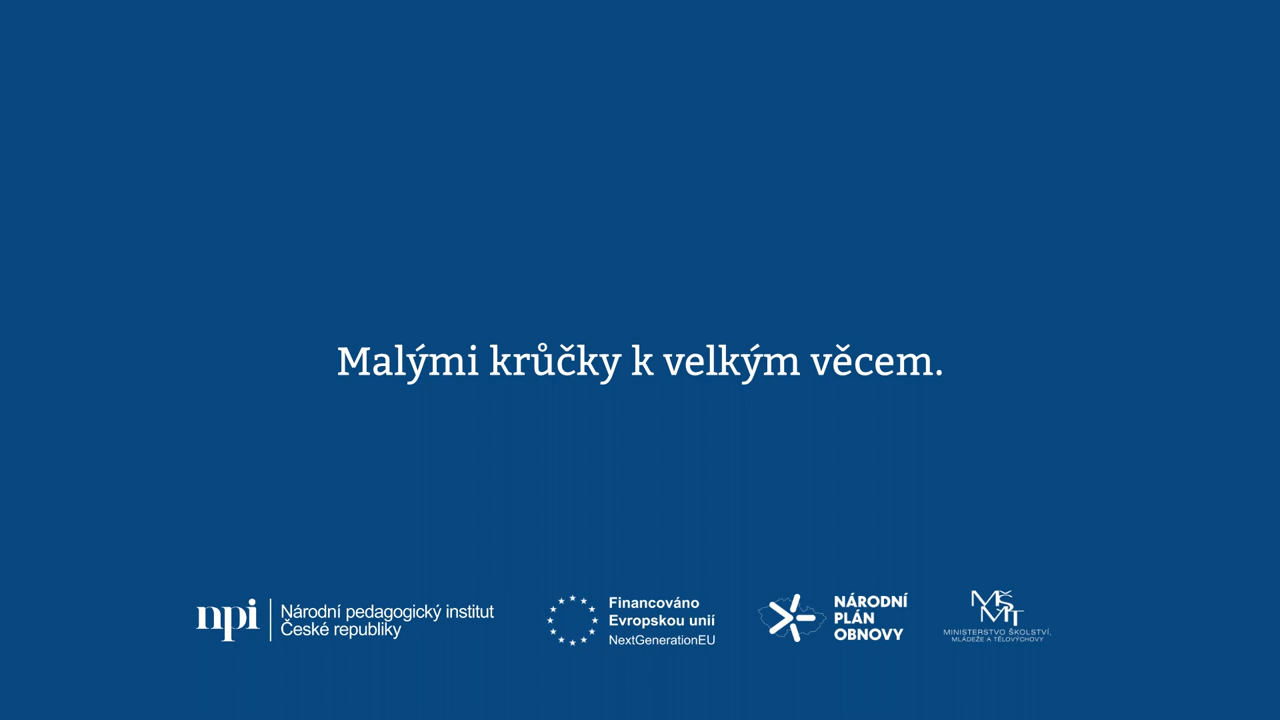 Malými krůčky k velkým věcem.
npi
Národní pedagogický institut
České republiky
Financováno
Evropskou unií
NextGenerationEU
NÁRODNÍ
PLÁN
OBNOVY
MŠMT
MINISTERSTVO ŠKOLSTVÍ,
MLÁDEŽE A TĚLOVÝCHOVY